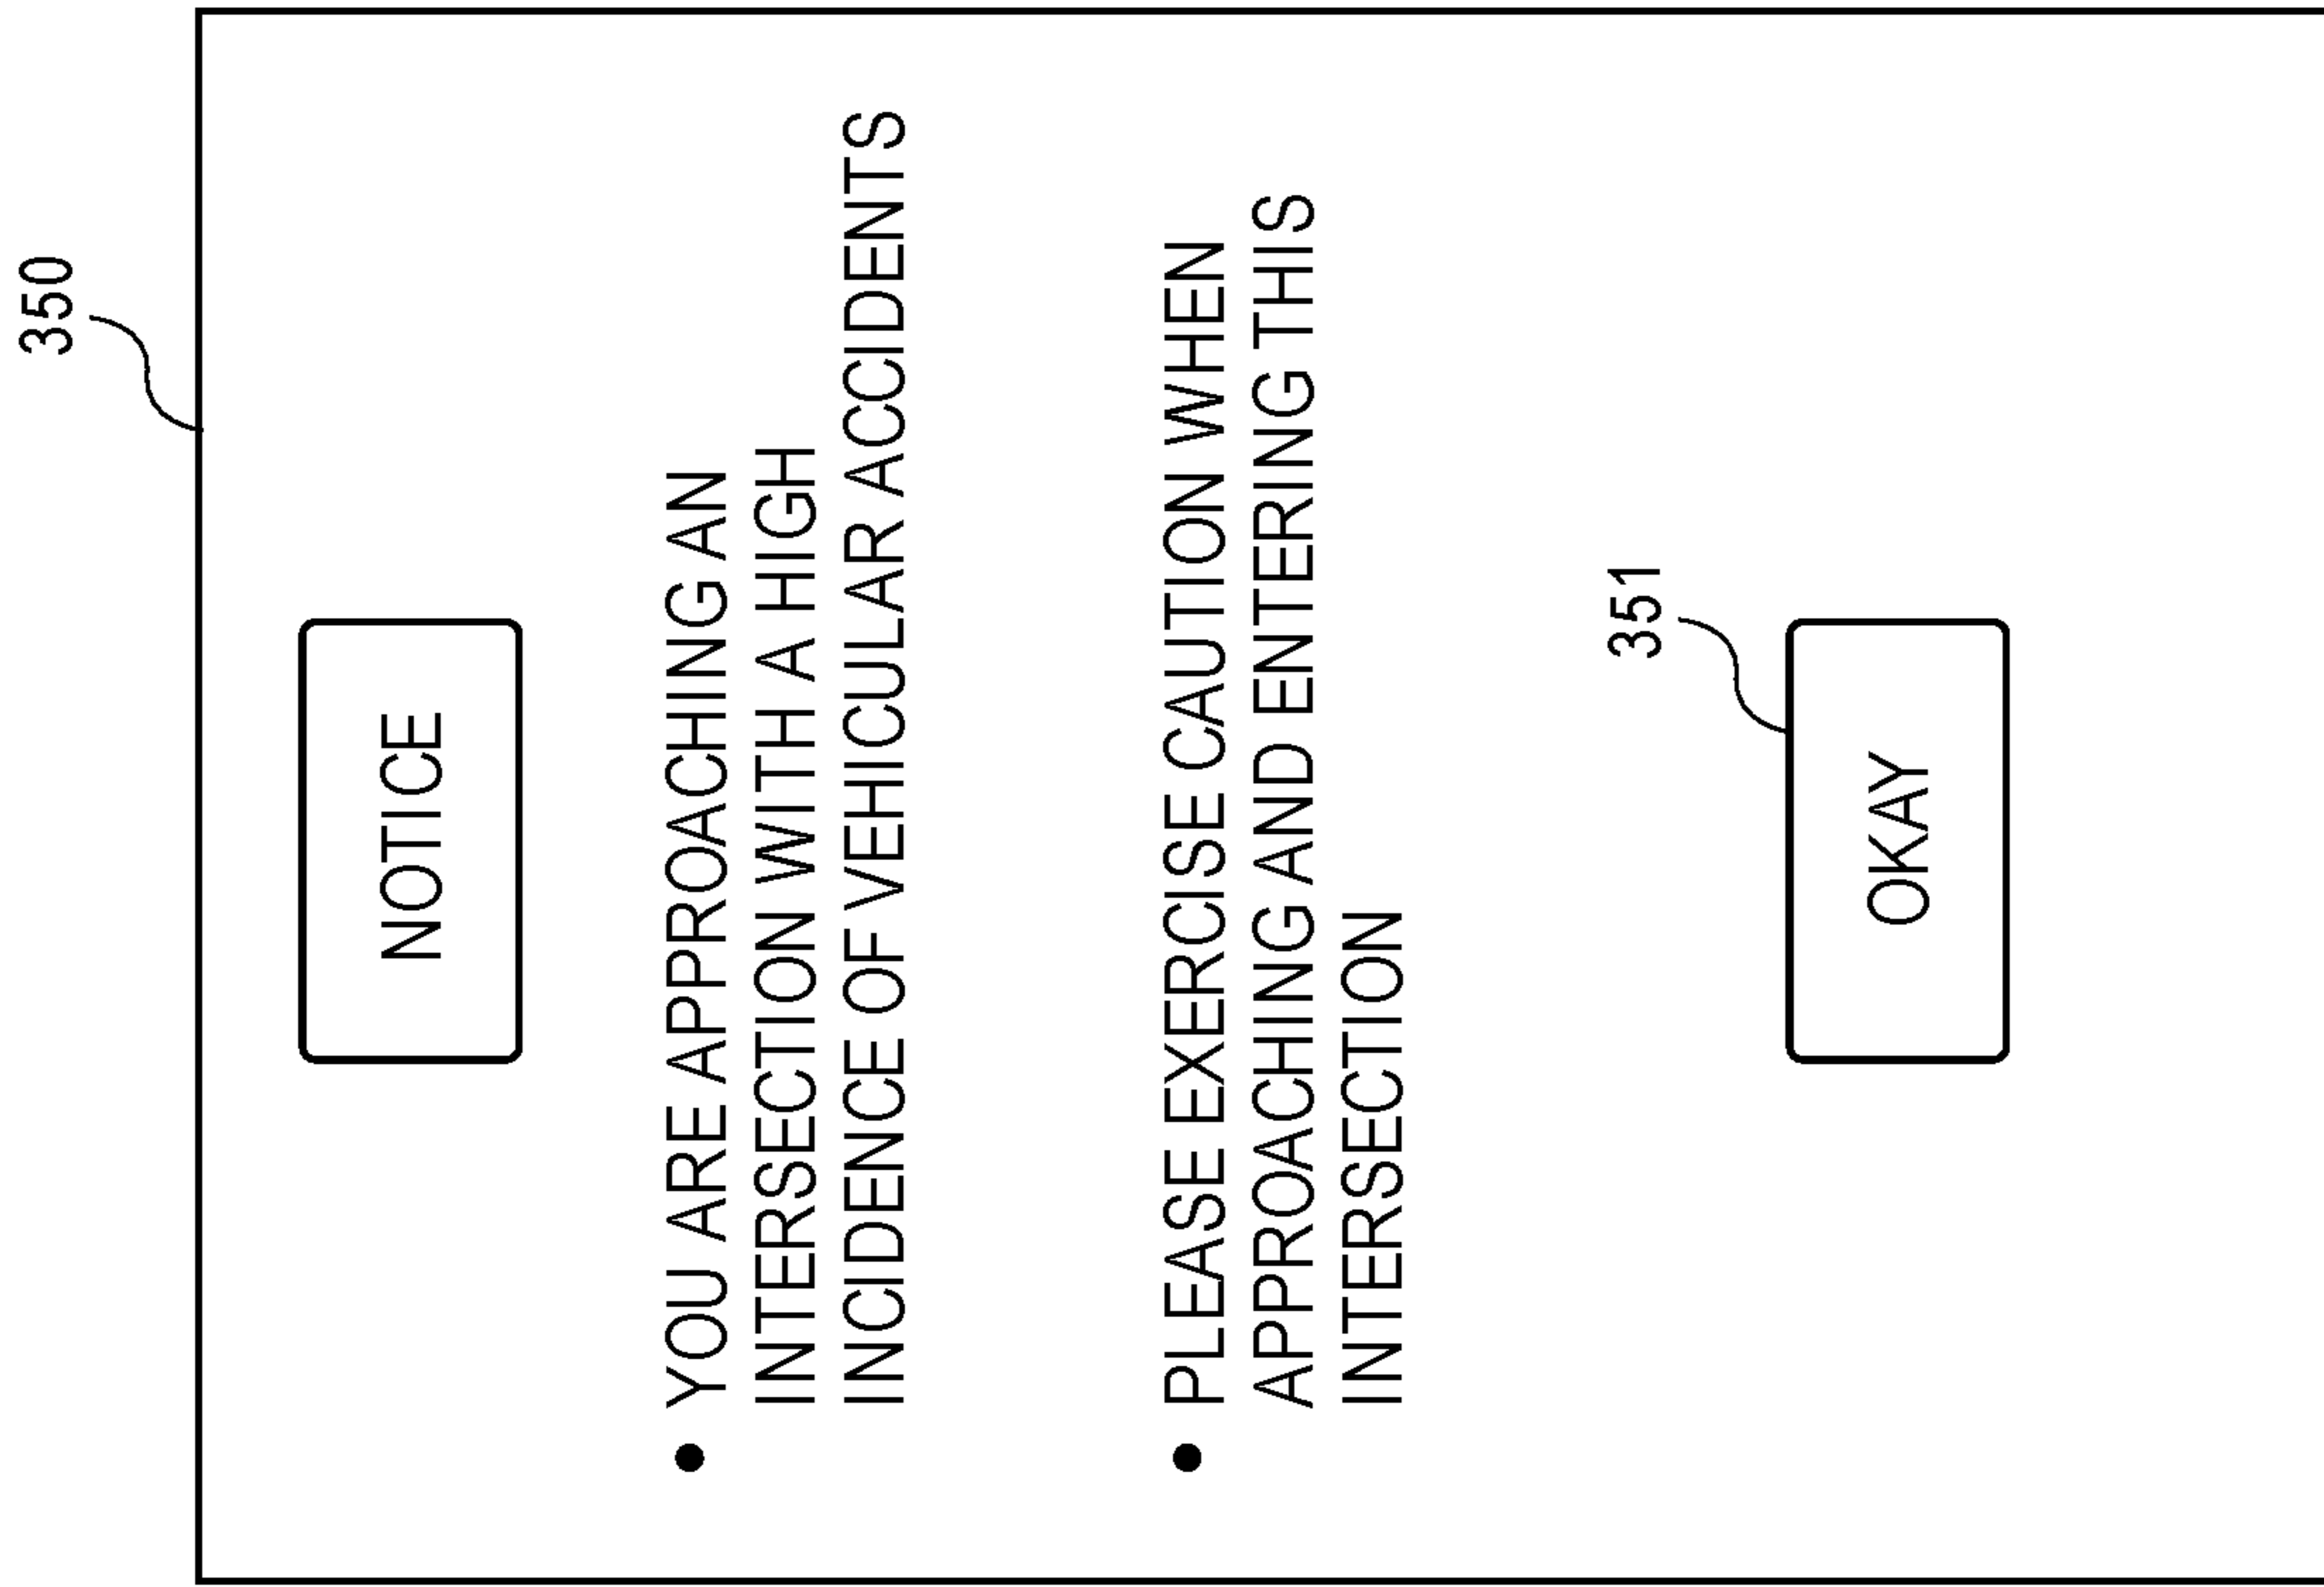 350
NOTICE
• YOU ARE APPROACHING AN
INTERSECTION WITH A HIGH
INCIDENCE OF VEHICULAR ACCIDENTS
• PLEASE EXERCISE CAUTION WHEN
APPROACHING AND ENTERING THIS
INTERSECTION
351
OKAY